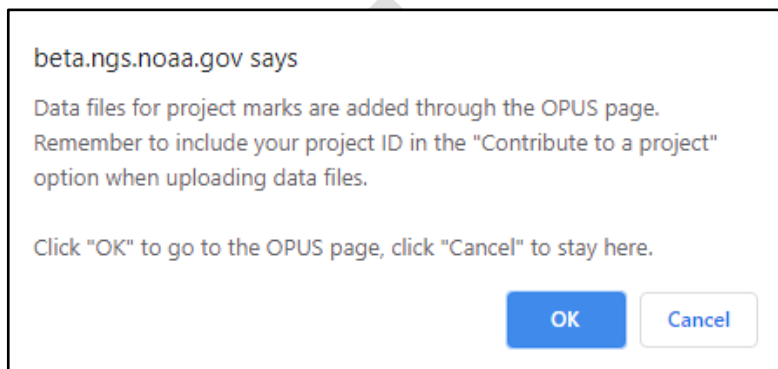 beta.ngs.noaa.gov says
Data files for project marks are added through the OPUS page.
Remember to include your project ID in the "Contribute to a project"
option when uploading data files.
Click "OK" to go to the OPUS page, click "Cancel" to stay here.
OK Cancel